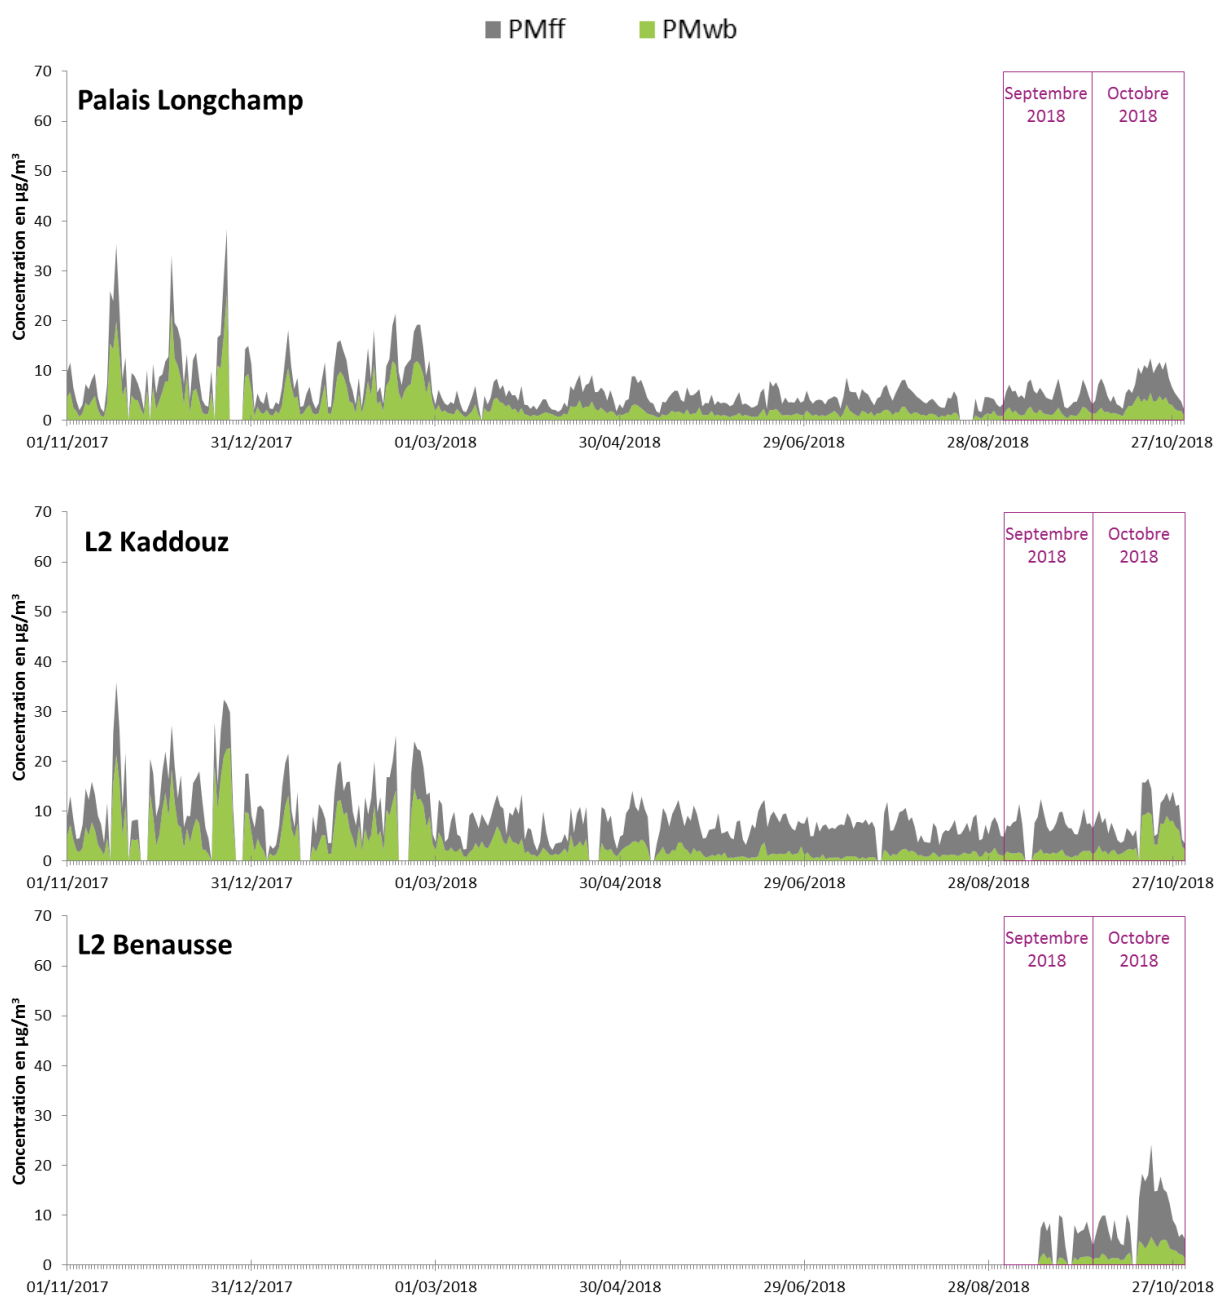 PMff PMwb
Palais Longchamp
Septembre 2018
Octobre 2018
Concentration en µg/m³
70
60
50
40
30
20
10
0
01/11/2017 31/12/2017 01/03/2018 30/04/2018 29/06/2018 28/08/2018 27/10/2018
L2 Kaddouz
Septembre 2018
Octobre 2018
Concentration en µg/m³
70
60
50
40
30
20
10
0
01/11/2017 31/12/2017 01/03/2018 30/04/2018 29/06/2018 28/08/2018 27/10/2018
L2 Benausse
Septembre 2018
Octobre 2018
Concentration en µg/m³
70
60
50
40
30
20
10
0
01/11/2017 31/12/2017 01/03/2018 30/04/2018 29/06/2018 28/08/2018 27/10/2018